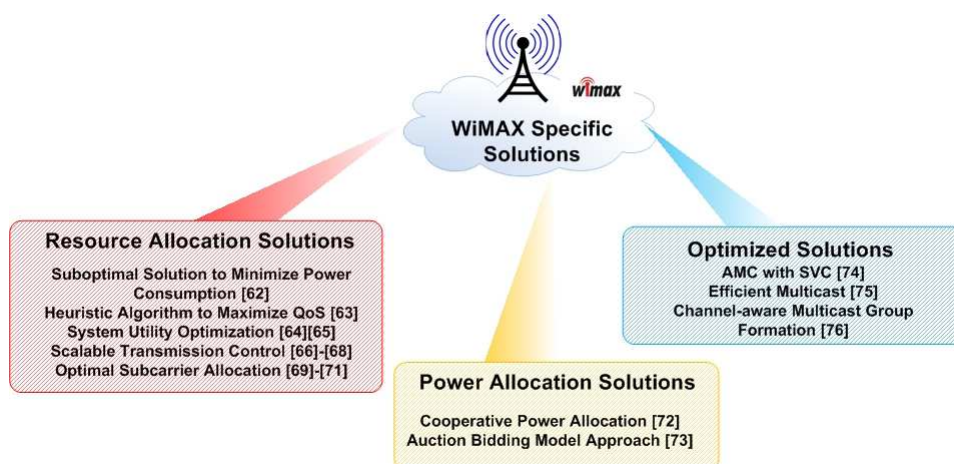 wimax
WiMAX Specific
Solutions
Resource Allocation Solutions
Suboptimal Solution to Minimize Power
Consumption [62]
Heuristic Algorithm to Maximize QoS [63]
System Utility Optimization [64][65]
Scalable Transmission Control [66]-[68]
Optimal Subcarrier Allocation [69]-[71]
Power Allocation Solutions
Cooperative Power Allocation [72]
Auction Bidding Model Approach [73]
Optimized Solutions
AMC with SVC [74]
Efficient Multicast [75]
Channel-aware Multicast Group
Formation [76]